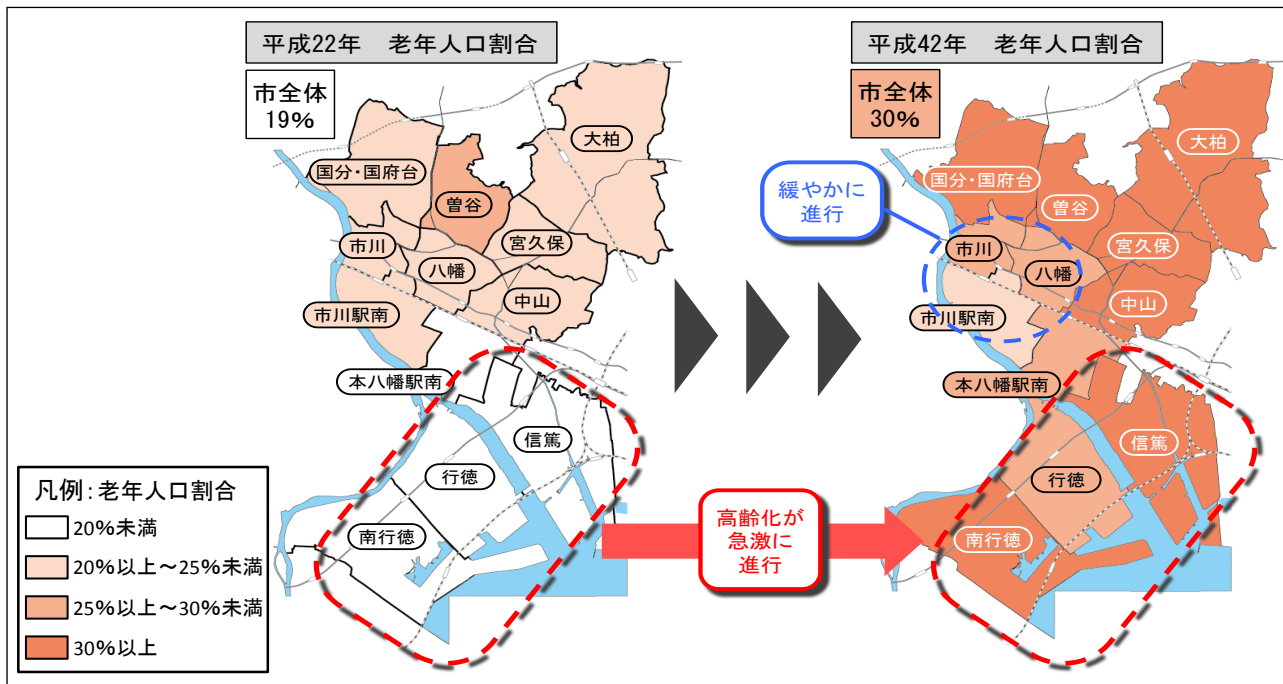 平成22年　老年人口割合
市全体
19%
大柏
国分・国府台
曽谷
市川
八幡
宮久保
中山
市川駅南
本八幡駅南
信篤
行徳
南行徳
凡例：老年人口割合
20%未満
20%以上～25%未満
25%以上～30%未満
30%以上
高齢化が
急激に
進行
平成42年　老年人口割合
市全体
30%
緩やかに
進行
大柏
国分・国府台
曽谷
市川
八幡
宮久保
中山
市川駅南
本八幡駅南
信篤
行徳
南行徳